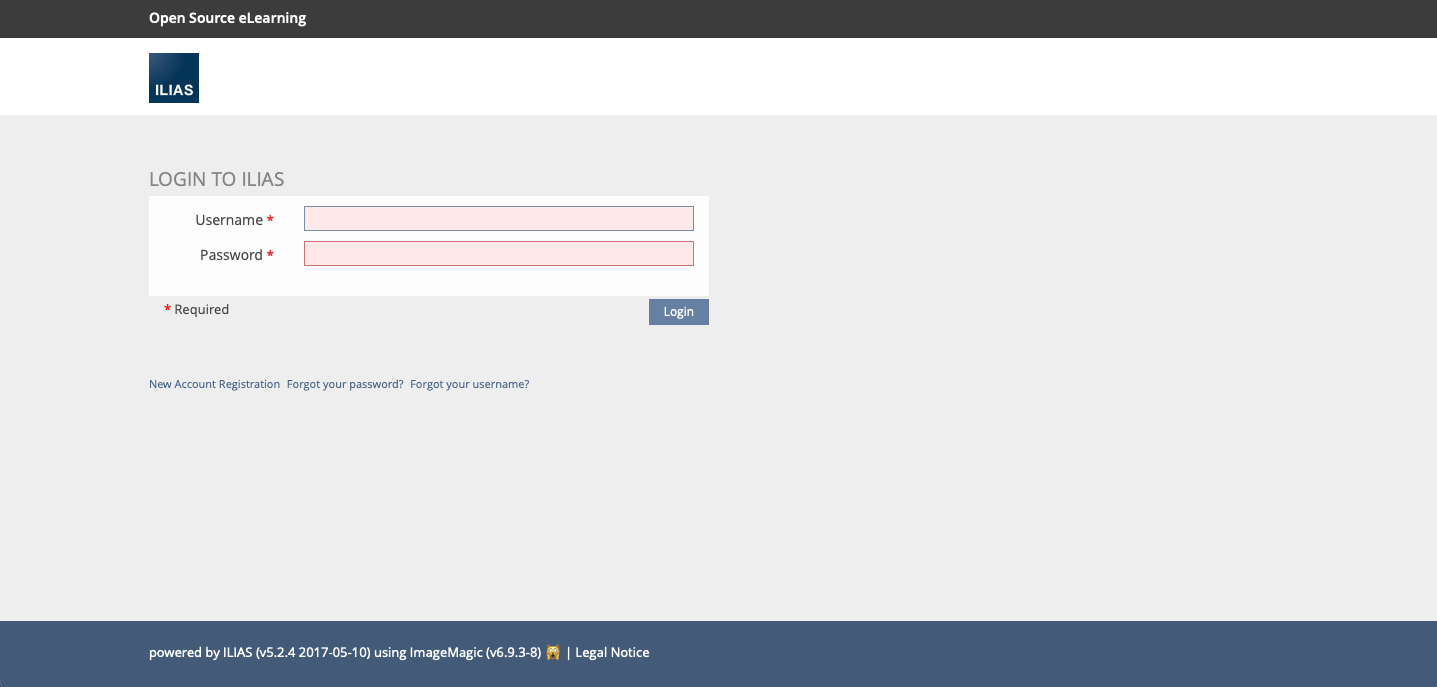 Open Source eLearning
ILIAS
LOGIN TO ILIAS
Username *
Password *
* Required
Login
New Account Registration Forgot your password? Forgot your username?
powered by ILIAS (v5.2.4 2017-05-10) using ImageMagic (v6.9.3-8) 🙀 | Legal Notice